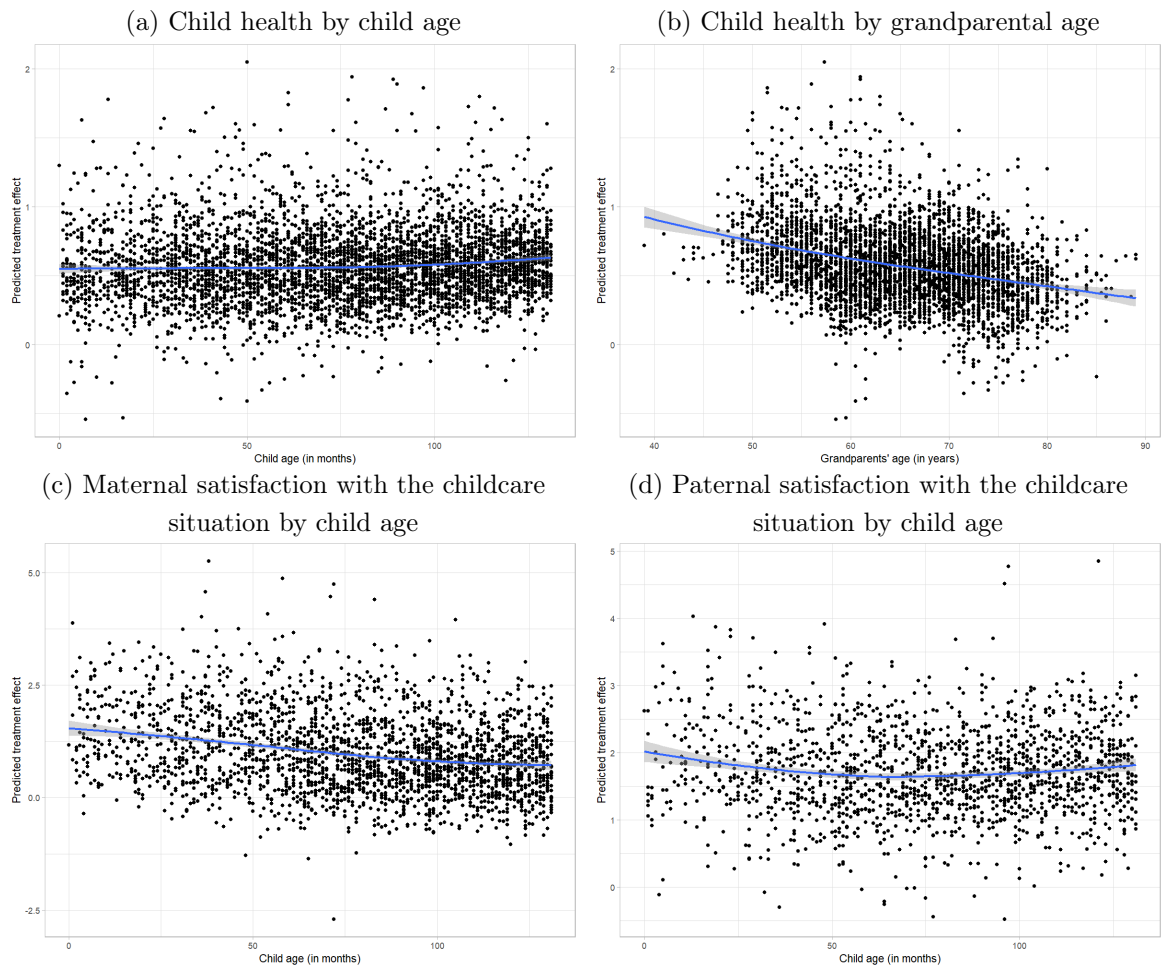 (a) Child health by child age
2
1
0
Predicted treatment effect
0
50
100
Child age (in months)
(b) Child health by grandparental age
2
1
0
Predicted treatment effect
40
50
60
70
80
90
Grandparents' age (in years)
(c) Maternal satisfaction with the childcare
situation by child age
5.0
2.5
0.0
-2.5
Predicted treatment effect
0
50
100
Child age (in months)
(d) Paternal satisfaction with the childcare
situation by child age
5
4
3
2
1
0
Predicted treatment effect
0
50
100
Child age (in months)